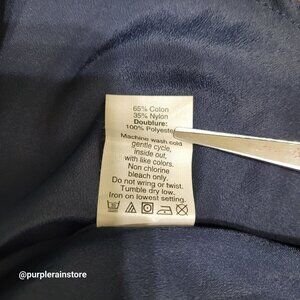 65% Coton
35% Nylon
Doublure:
100% Polyester
Machine wash cold
gentle cycle,
inside out,
with like colors.
Non chlorine
bleach only.
Do not wring or twist.
Tumble dry low.
Iron on lowest setting.
@purplerainstore